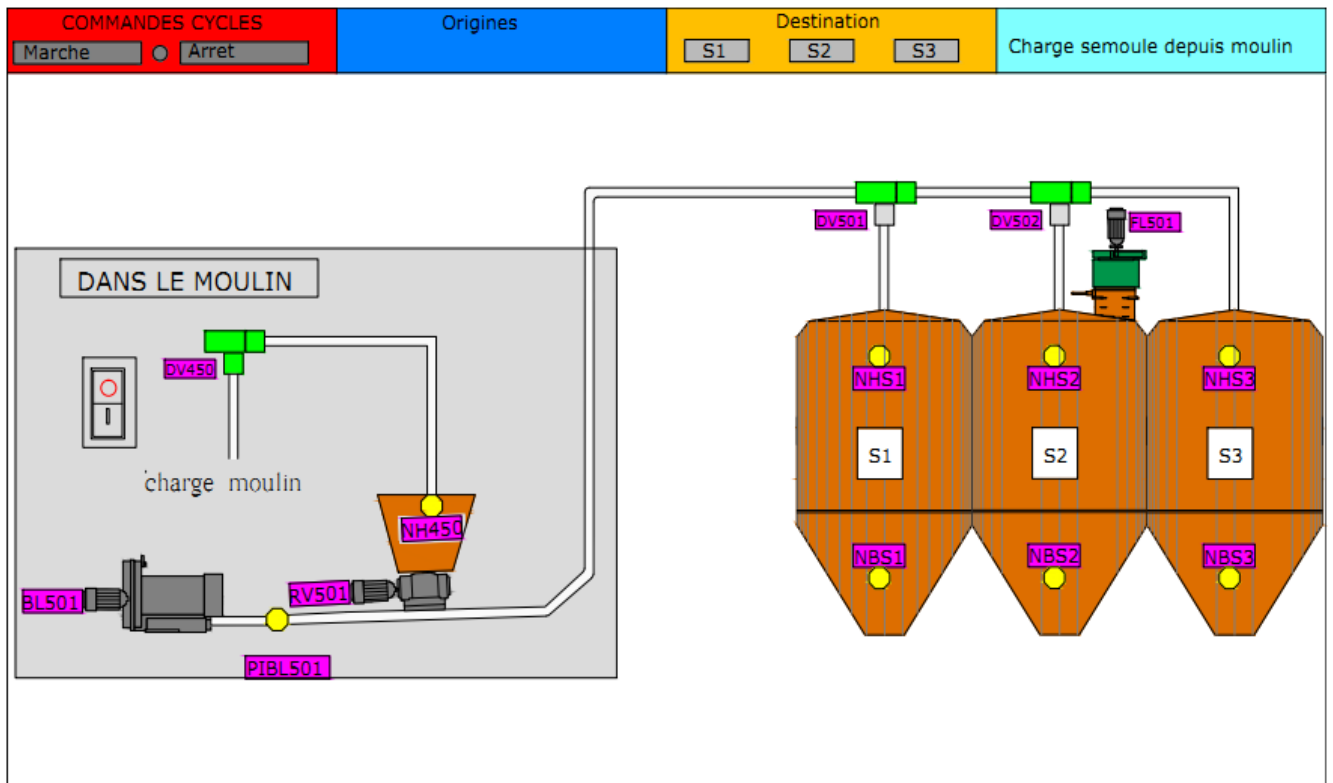 COMMANDES CYCLES
Marche
Arret
Origines
Destination
S1
S2
S3
Charge semoule depuis moulin
DV501
DV502
FL501
DANS LE MOULIN
DV450
charge moulin
NH450
BL501
RV501
PIBL501
NHS1
NHS2
NHS3
S1
S2
S3
NBS1
NBS2
NBS3